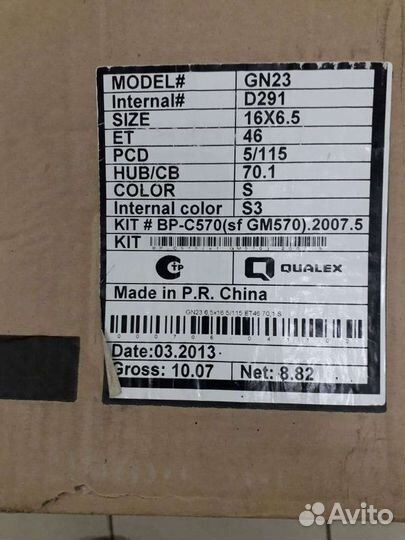 MODEL# GN23
Internal# D291
SIZE 16X6.5
ET 46
PCD 5/115
HUB/CB 70.1
COLOR S
Internal color S3
KIT # BP-C570(sf GM570).2007.5
KIT
СТР QUALEX
Made in P.R. China
GN23 6,5x16 5/115 ET46 70,1 S
Date:03.2013
Gross: 10.07 Net: 8.82
Avito